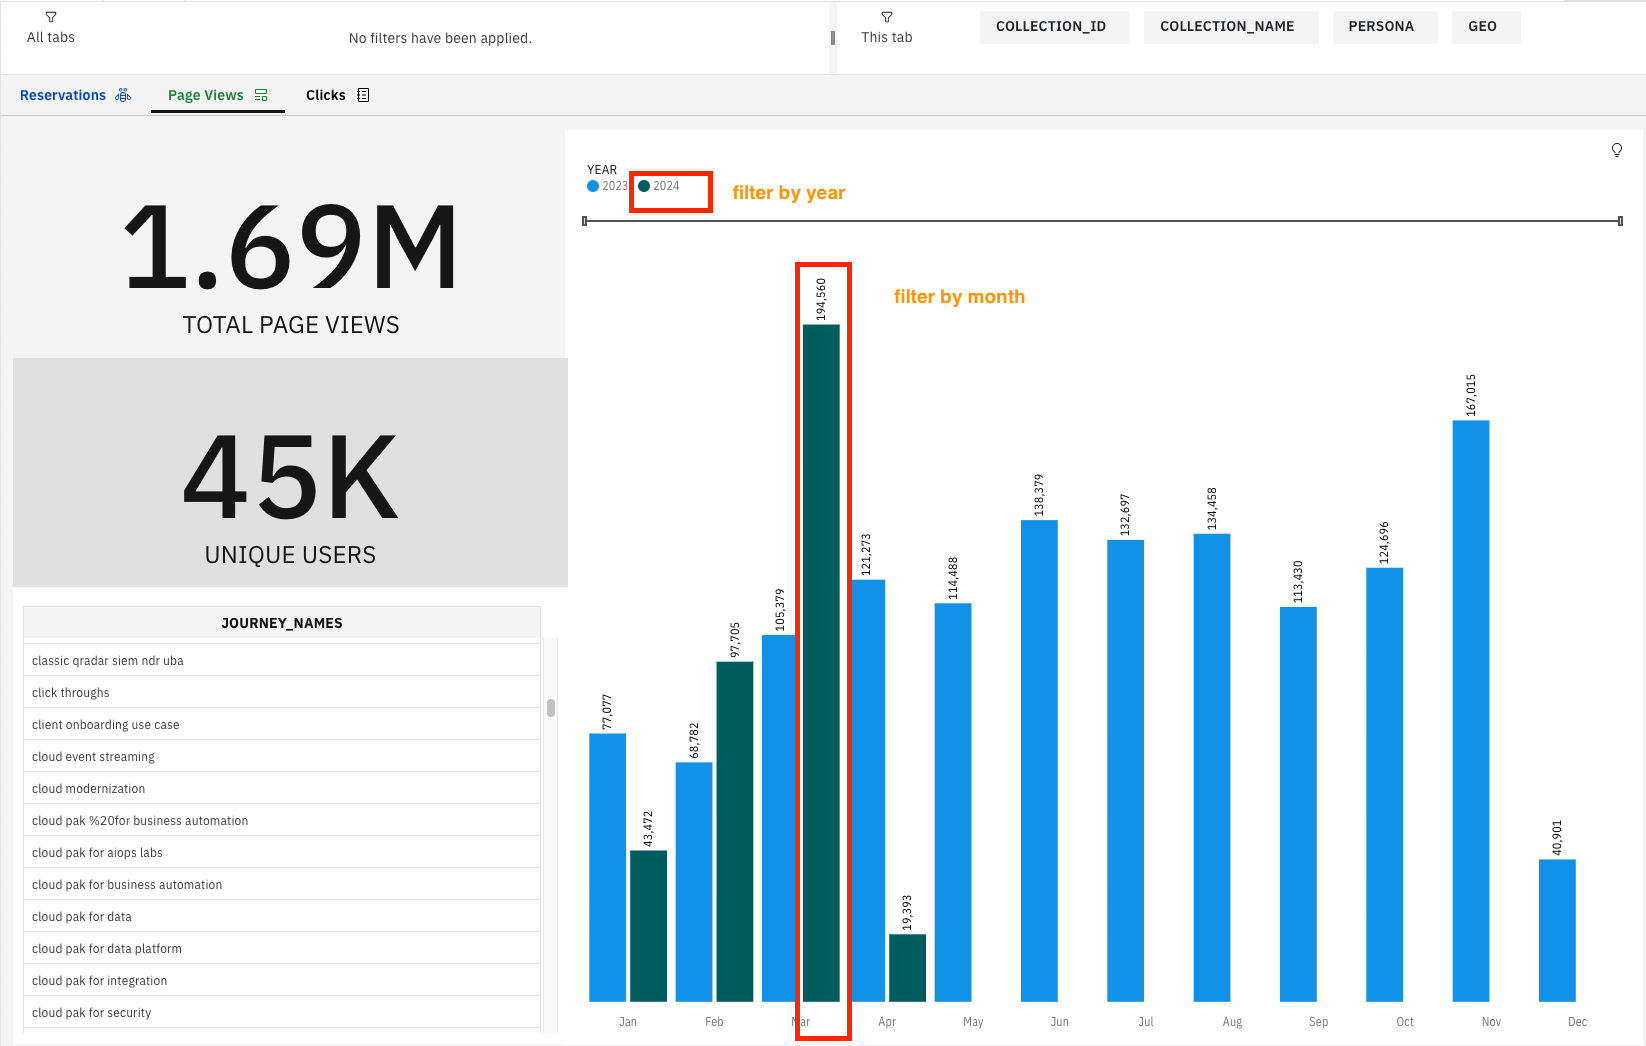 All tabs
No filters have been applied.
This tab
COLLECTION_ID
COLLECTION_NAME
PERSONA
GEO
Reservations
Page Views
Clicks
1.69M
TOTAL PAGE VIEWS
45K
UNIQUE USERS
JOURNEY_NAMES
classic qradar siem ndr uba
click throughs
client onboarding use case
cloud event streaming
cloud modernization
cloud pak %20for business automation
cloud pak for aiops labs
cloud pak for business automation
cloud pak for data
cloud pak for data platform
cloud pak for integration
cloud pak for security
YEAR
2023
2024
filter by year
filter by month
77,077
43,472
68,782
97,705
105,379
194,560
121,273
19,393
114,488
138,379
132,697
134,458
113,430
124,696
167,015
40,901
Jan
Feb
Mar
Apr
May
Jun
Jul
Aug
Sep
Oct
Nov
Dec